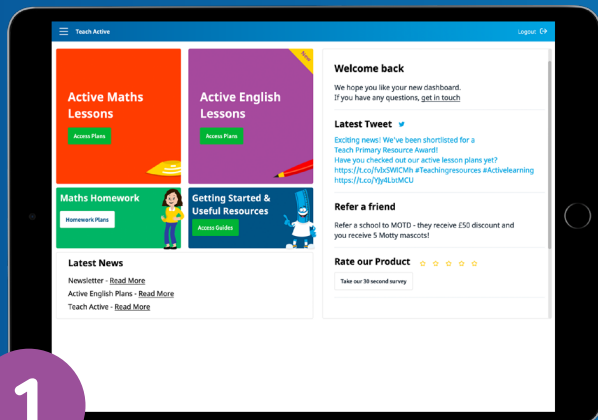 Teach Active
Logout
Active Maths
Lessons
Access Plans
New
Active English
Lessons
Access Plans
Maths Homework
Homework Plans
Getting Started &
Useful Resources
Access Guides
Latest News
Newsletter - Read More
Active English Plans - Read More
Teach Active - Read More
Welcome back
We hope you like your new dashboard.
If you have any questions, get in touch
Latest Tweet
Exciting news! We've been shortlisted for a
Teach Primary Resource Award!
Have you checked out our active lesson plans yet?
https://t.co/fvIxSWlCMh #Teachingresources #Activelearning
https://t.co/YJy4LbtMCU
Refer a friend
Refer a school to MOTD - they receive £50 discount and
you receive 5 Motty mascots!
Rate our Product
Take our 30 second survey
1